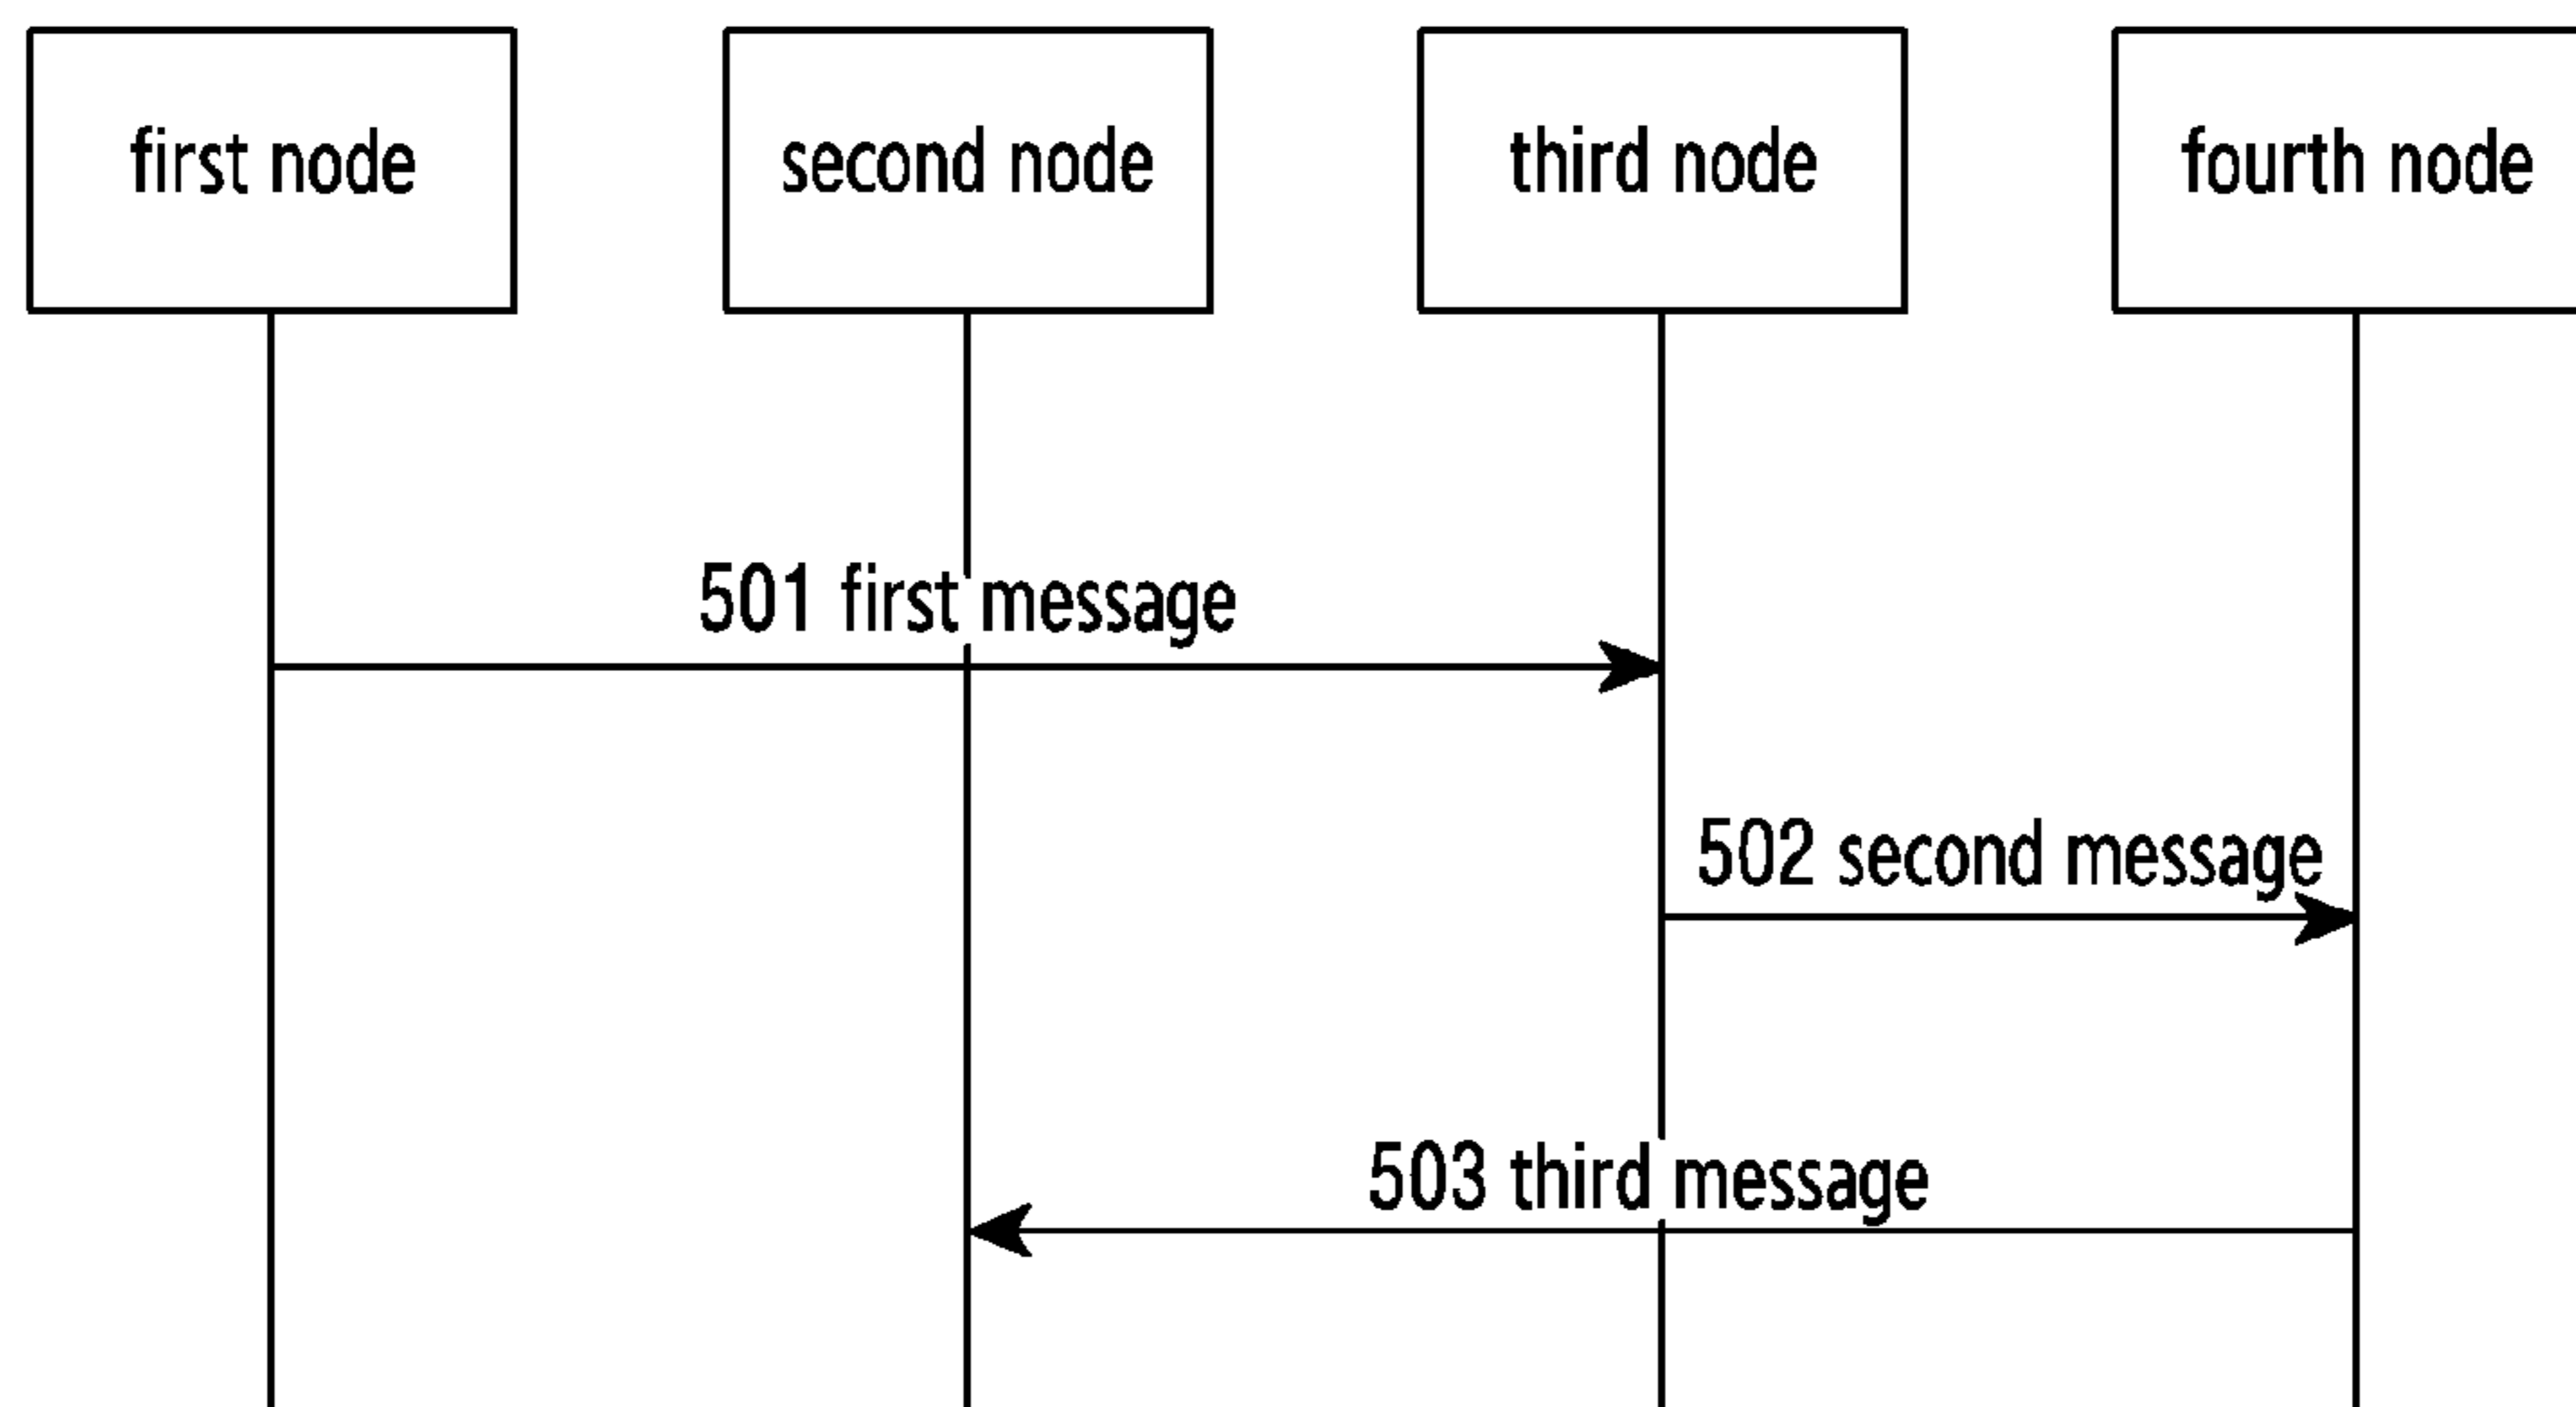 first node
second node
third node
fourth node
501 first message
502 second message
503 third message